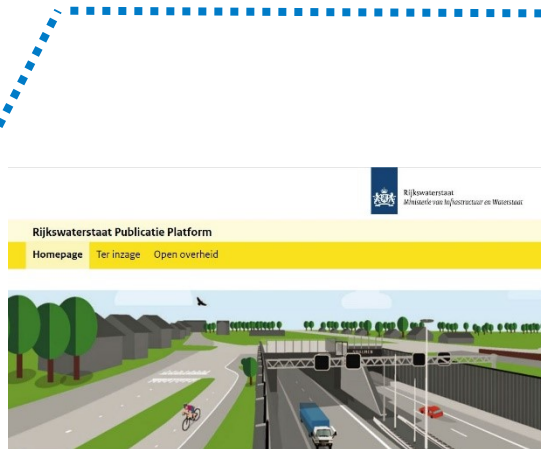 Rijkswaterstaat
Ministerie van Infrastructuur en Waterstaat
Rijkswaterstaat Publicatie Platform
Homepage Ter inzage Open overheid